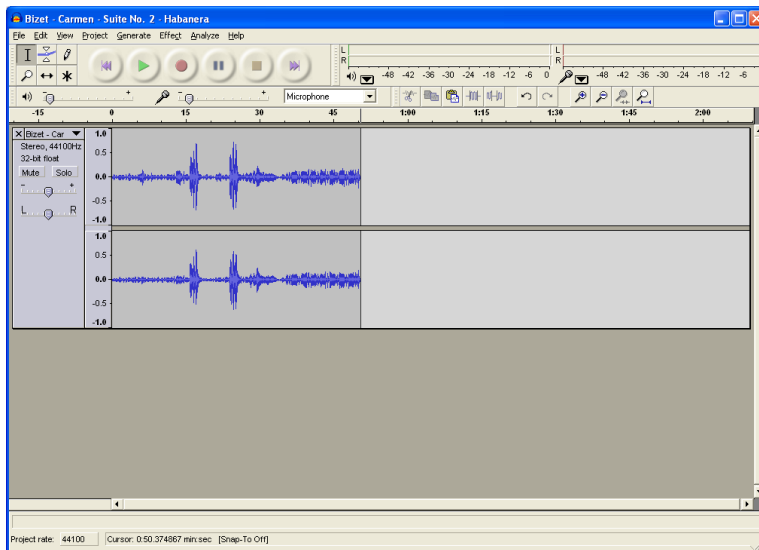 Bizet - Carmen - Suite No. 2 - Habanera
File Edit View Project Generate Effect Analyze Help
L
R
-48 -42 -36 -30 -24 -18 -12 -6 0
L
R
-48 -42 -36 -30 -24 -18 -12 -6
- + - + Microphone
-15 0 15 30 45 1:00 1:15 1:30 1:45 2:00
X Bizet - Car
Stereo, 44100Hz
32-bit float
Mute Solo
- +
L R
1.0
0.5
0.0
-0.5
-1.0
1.0
0.5
0.0
-0.5
-1.0
Project rate: 44100 Cursor: 0:50.374867 min:sec [Snap-To Off]